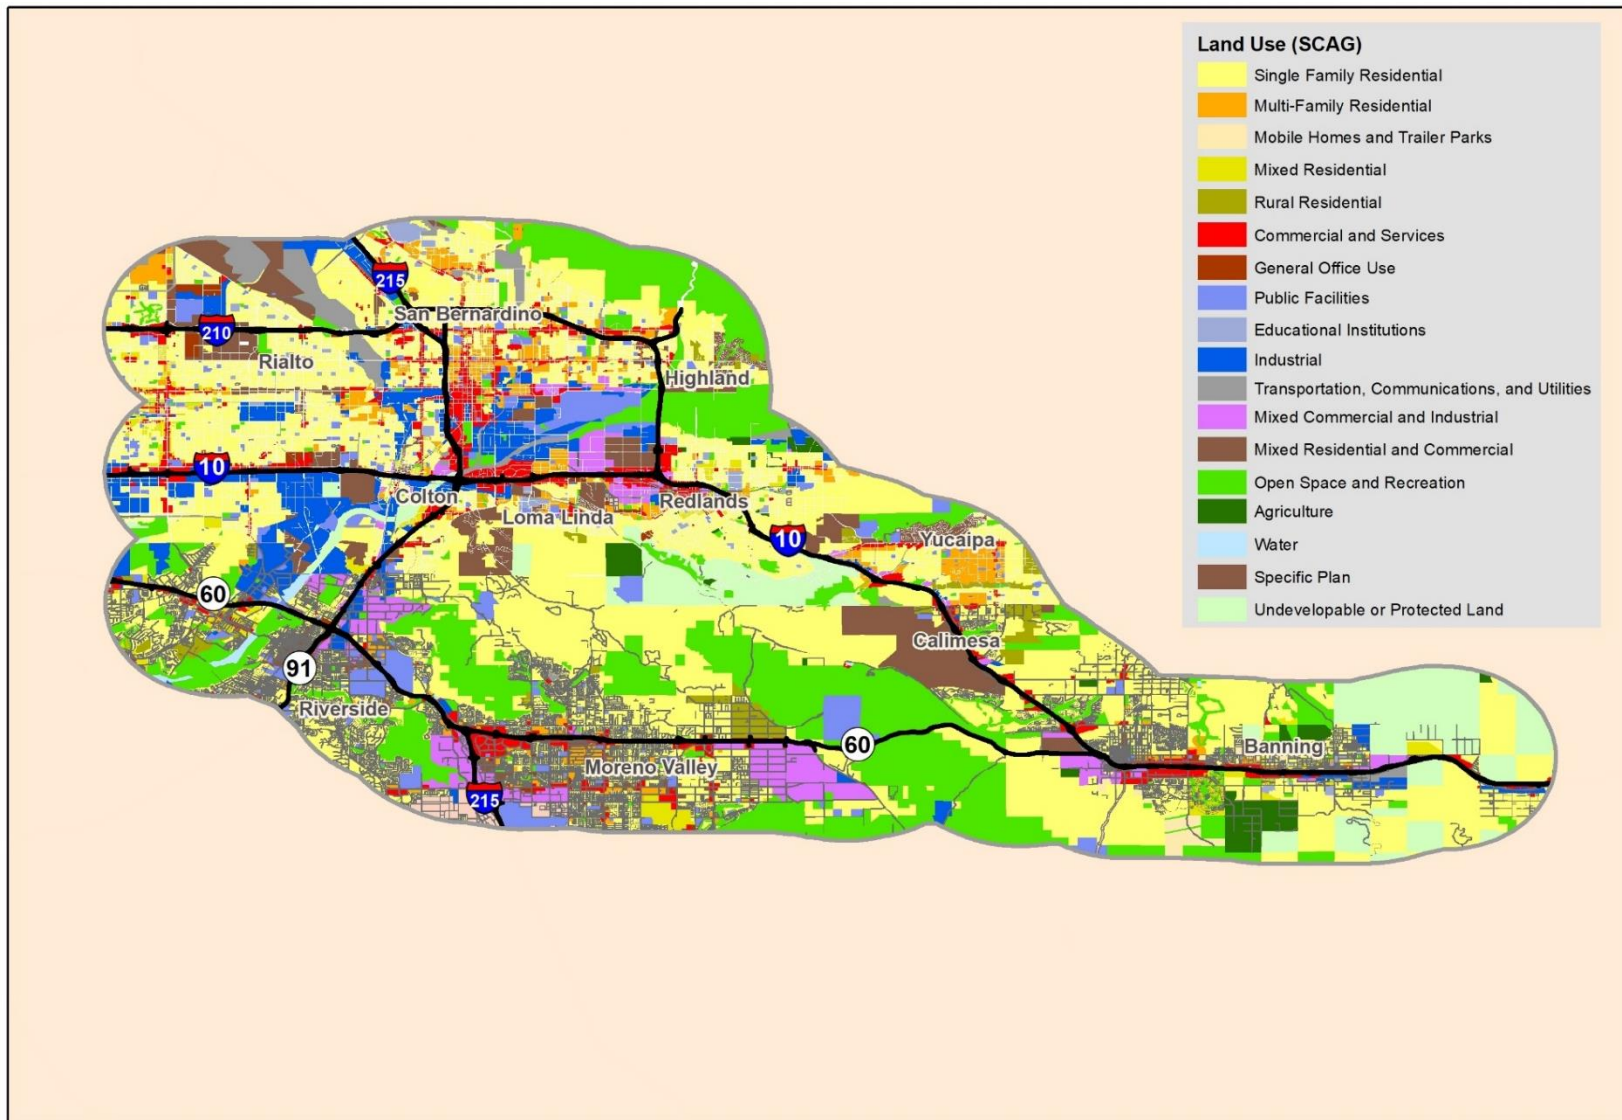 Land Use (SCAG)
Single Family Residential
Multi-Family Residential
Mobile Homes and Trailer Parks
Mixed Residential
Rural Residential
Commercial and Services
General Office Use
Public Facilities
Educational Institutions
Industrial
Transportation, Communications, and Utilities
Mixed Commercial and Industrial
Mixed Residential and Commercial
Open Space and Recreation
Agriculture
Water
Specific Plan
Undevelopable or Protected Land
215
San Bernardino
210
Rialto
Highland
10
Colton
Redlands
Loma Linda
10
Yucaipa
60
Calimesa
91
Riverside
60
Banning
Moreno Valley
215